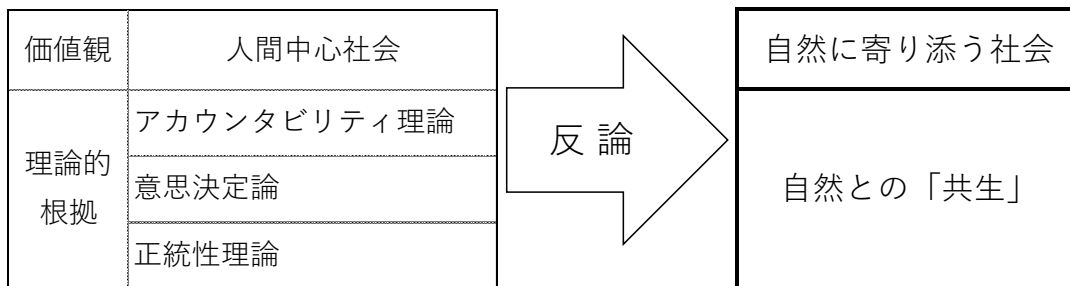 価値観
人間中心社会
理論的
根拠
アカウンタビリティ理論
意思決定論
正統性理論
反 論
自然に寄り添う社会
自然との「共生」